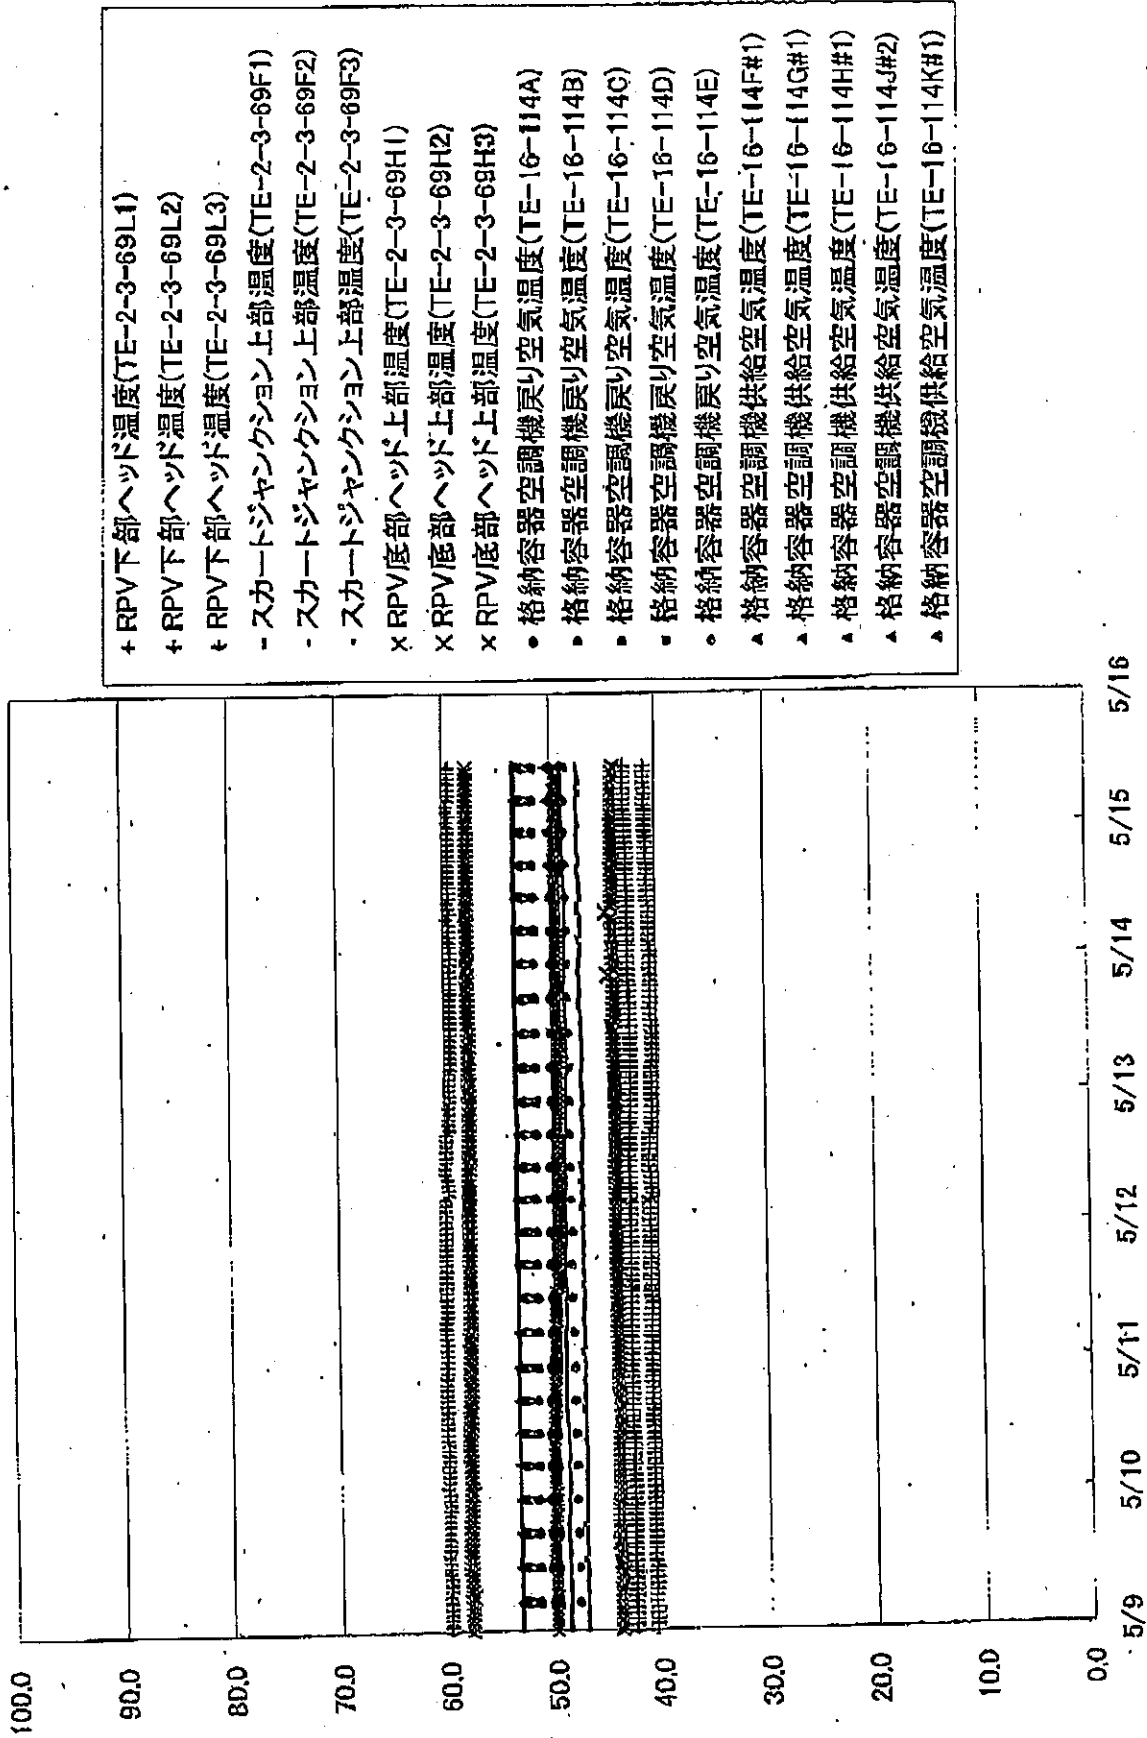 100.0
90.0
80.0
70.0
60.0
50.0
40.0
30.0
20.0
10.0
0.0
5/9
5/10
5/11
5/12
5/13
5/14
5/15
5/16
RPV下部ヘッド温度(TE-2-3-69L1)
RPV下部ヘッド温度(TE-2-3-69L2)
RPV下部ヘッド温度(TE-2-3-69L3)
スカートジャンクション上部温度(TE-2-3-69F1)
スカートジャンクション上部温度(TE-2-3-69F2)
スカートジャンクション上部温度(TE-2-3-69F3)
RPV底部ヘッド上部温度(TE-2-3-69H1)
RPV底部ヘッド上部温度(TE-2-3-69H2)
RPV底部ヘッド上部温度(TE-2-3-69H3)
格納容器空調機戻り空気温度(TE-16-114A)
格納容器空調機戻り空気温度(TE-16-114B)
格納容器空調機戻り空気温度(TE-16-114C)
格納容器空調機戻り空気温度(TE-16-114D)
格納容器空調機戻り空気温度(TE-16-114E)
格納容器空調機供給空気温度(TE-16-114F#1)
格納容器空調機供給空気温度(TE-16-114G#1)
格納容器空調機供給空気温度(TE-16-114H#1)
格納容器空調機供給空気温度(TE-16-114J#2)
格納容器空調機供給空気温度(TE-16-114K#1)